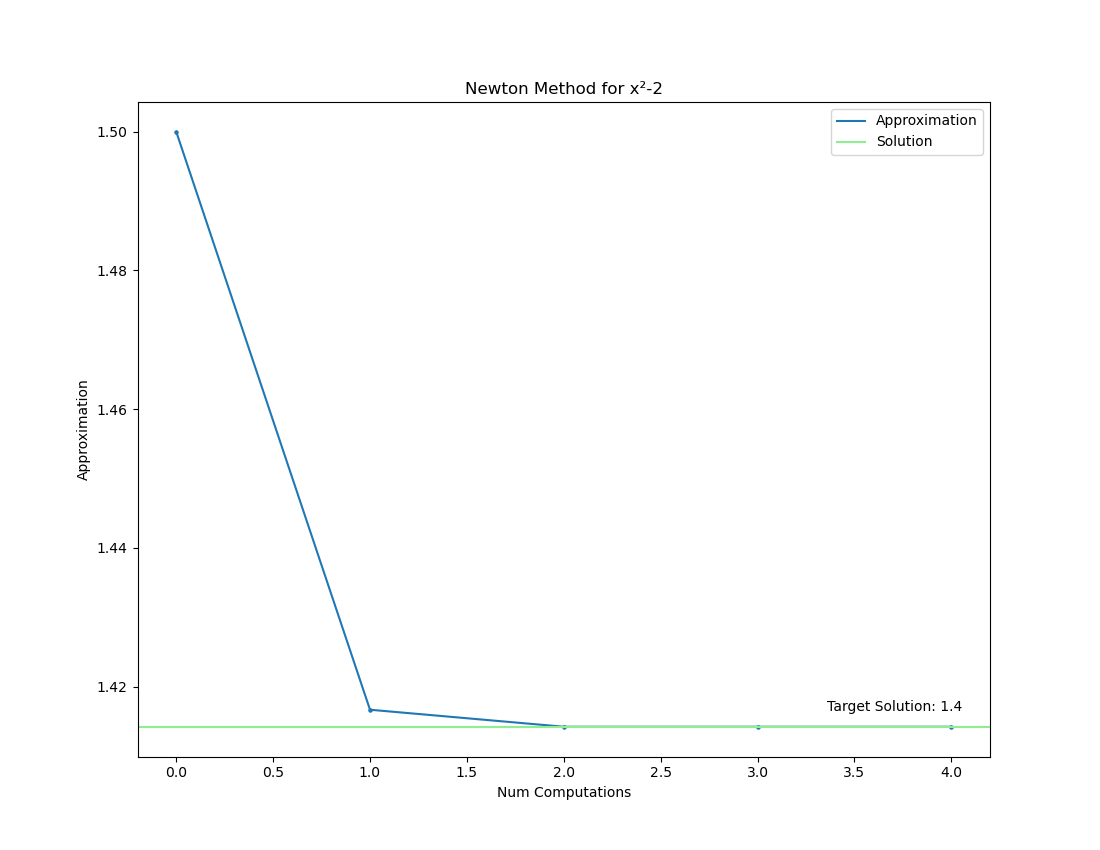 Newton Method for x²-2
Approximation
Solution
1.50
1.48
1.46
1.44
1.42
Approximation
Target Solution: 1.4
0.0 0.5 1.0 1.5 2.0 2.5 3.0 3.5 4.0
Num Computations